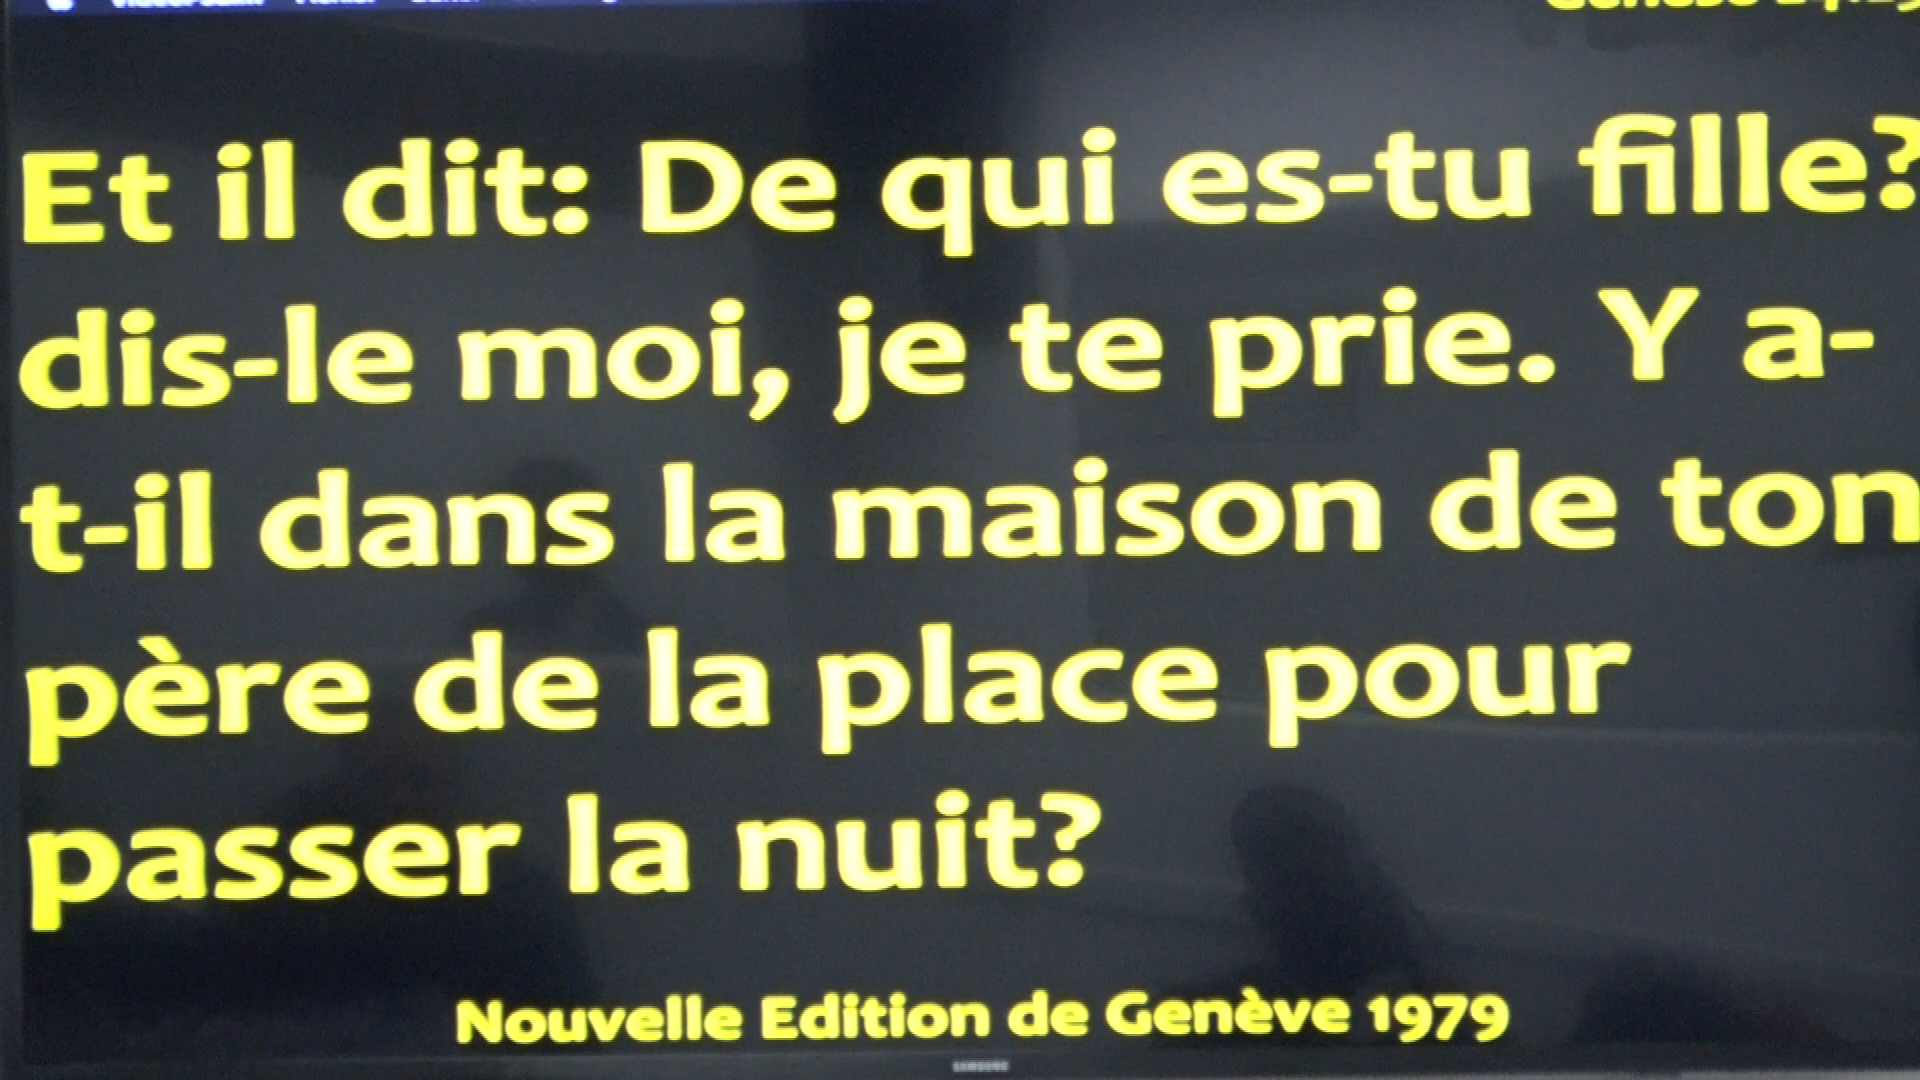 Et il dit: De qui es-tu fille?
dis-le moi, je te prie. Y a-
t-il dans la maison de ton
père de la place pour
passer la nuit?
Nouvelle Edition de Genève 1979
SAMSUNG